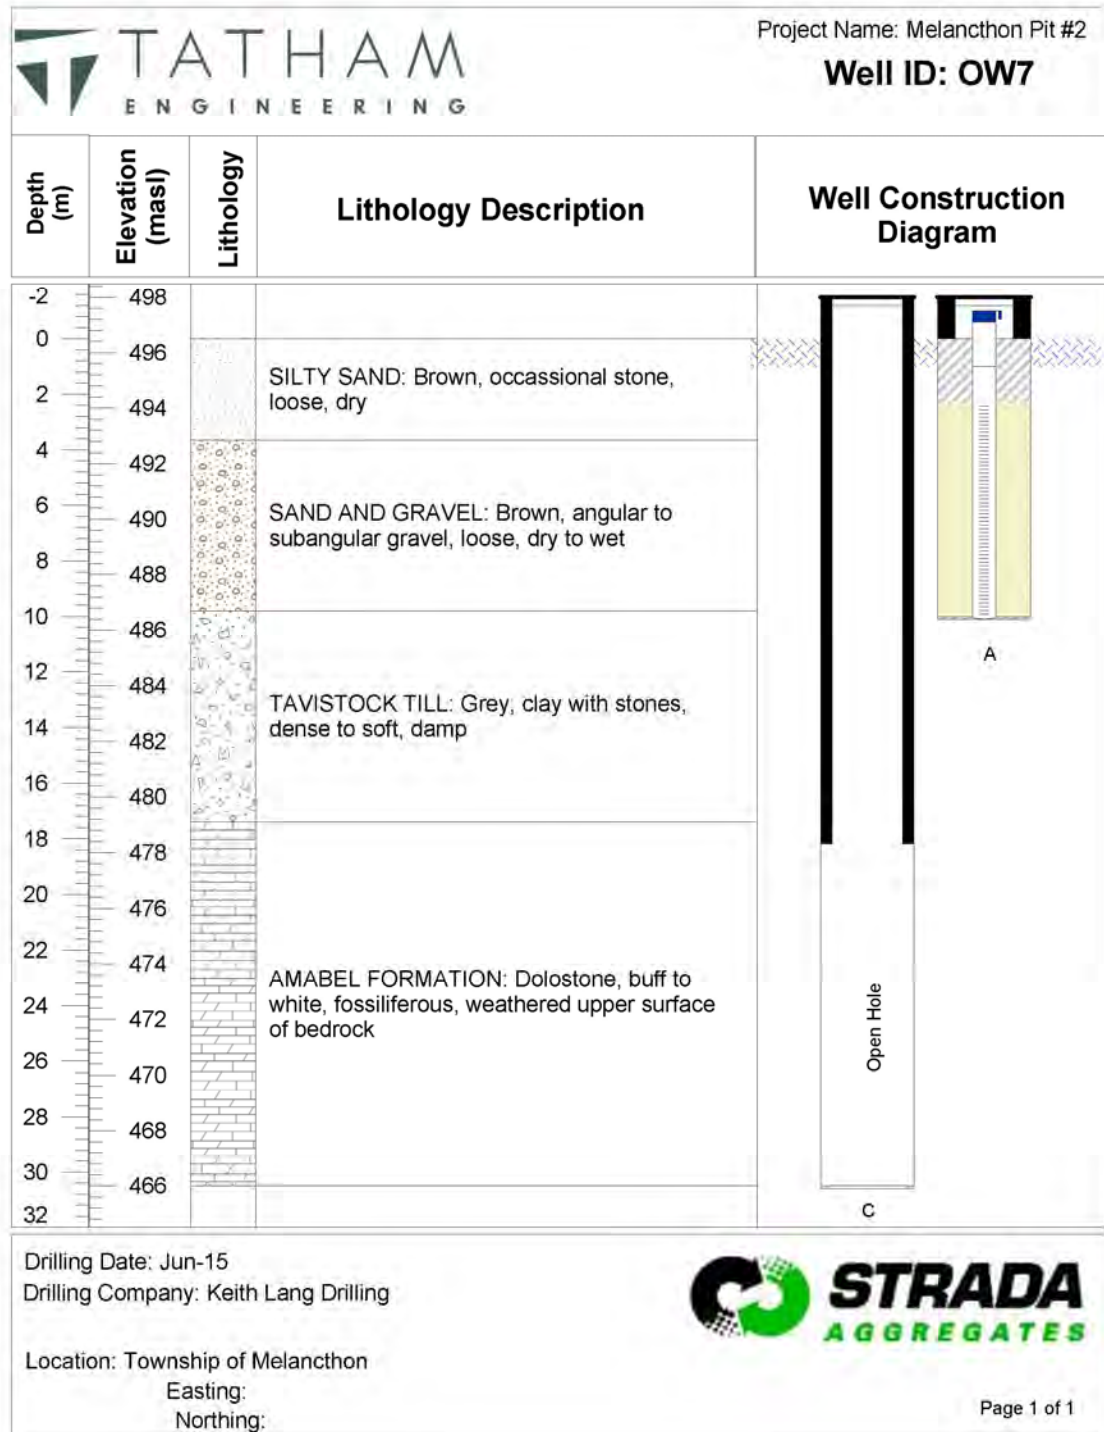 TATHAM
ENGINEERING
Project Name: Melancthon Pit #2
Well ID: OW7
Depth
(m)
Elevation
(masl)
Lithology
Lithology Description
Well Construction
Diagram
-2
498
0
496
SILTY SAND: Brown, occassional stone,
loose, dry
2
494
4
492
6
490
SAND AND GRAVEL: Brown, angular to
subangular gravel, loose, dry to wet
8
488
10
486
A
12
484
TAVISTOCK TILL: Grey, clay with stones,
dense to soft, damp
14
482
16
480
18
478
20
476
22
474
AMABEL FORMATION: Dolostone, buff to
white, fossiliferous, weathered upper surface
of bedrock
24
472
Open Hole
26
470
28
468
30
466
32
C
Drilling Date: Jun-15
Drilling Company: Keith Lang Drilling
STRADA
AGGREGATES
Location: Township of Melancthon
Easting:
Northing:
Page 1 of 1